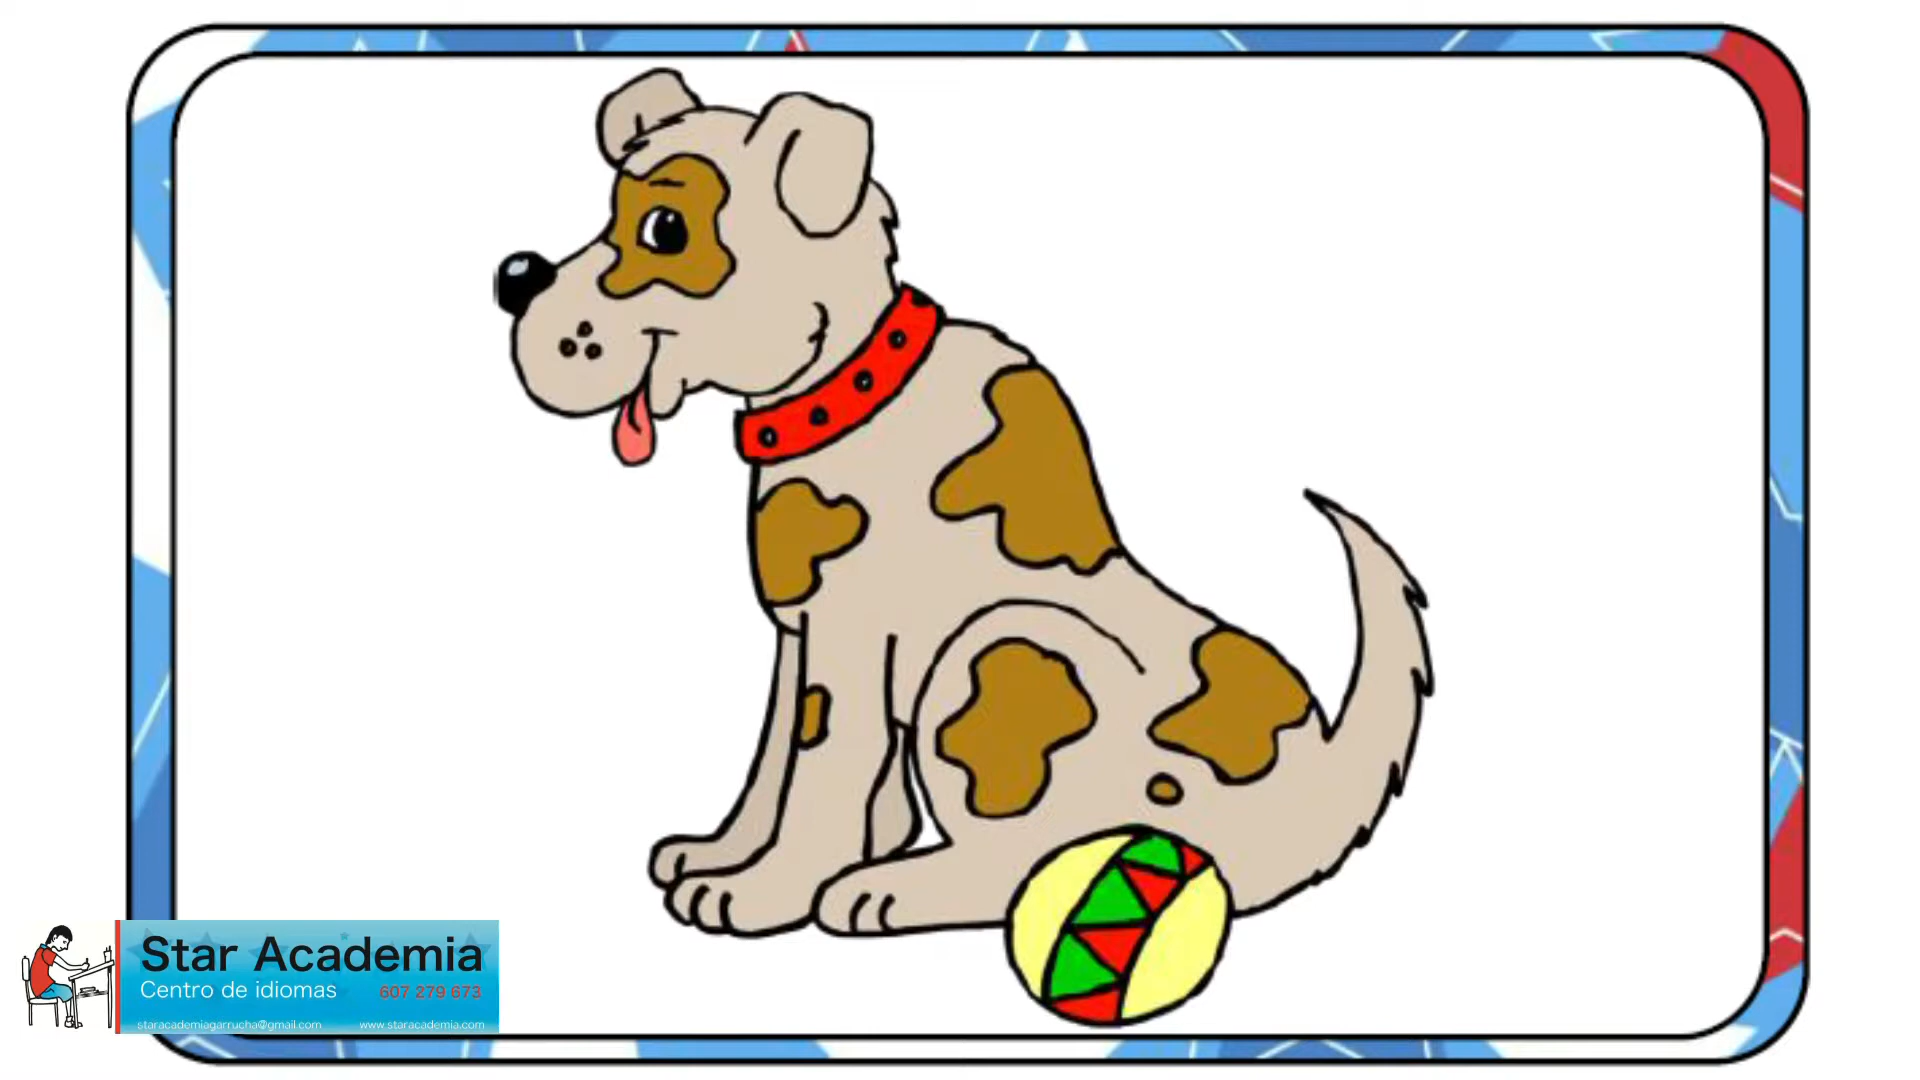 Star Academia
Centro de idiomas 607 279 673
staracademiagarrucha@gmail.com www.staracademia.com